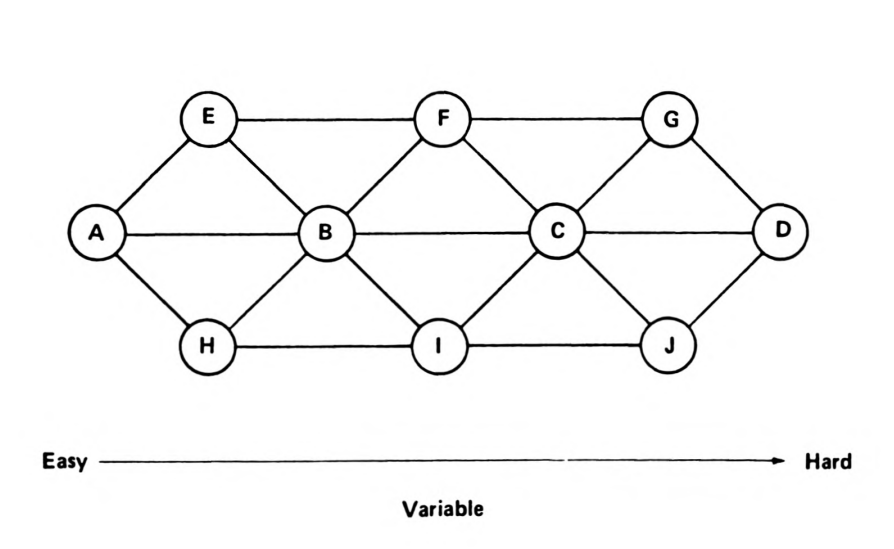 E F G
A B C D
H I J
Easy Hard
Variable